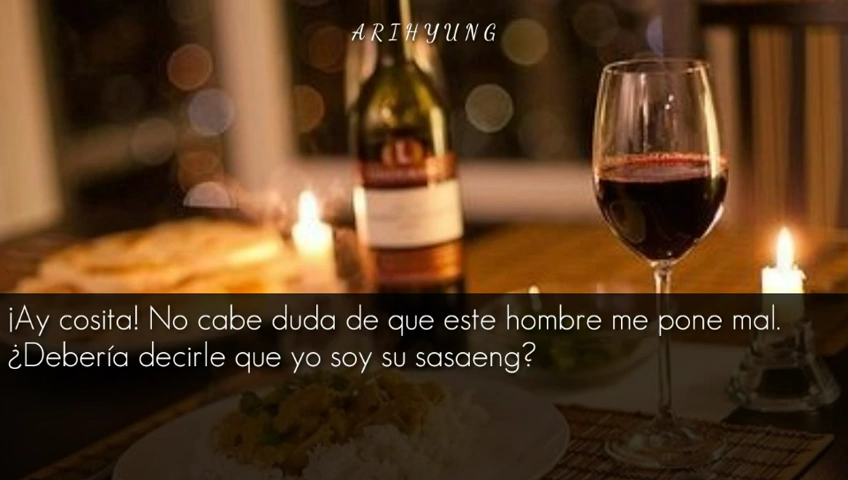 ARIHYUNG
¡Ay cosita! No cabe duda de que este hombre me pone mal.
¿Debería decirle que yo soy su sasaeng?